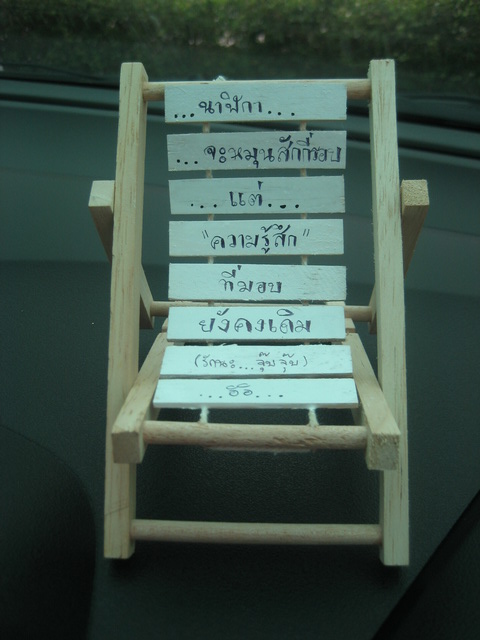 ...นาฬิกา...
...จะหมุนสักกี่รอบ
...แต่...
"ความรู้สึก"
ที่มอบ
ยังคงเดิม
(รักนะ...จุ๊บจุ๊บ)
...อิอิ...